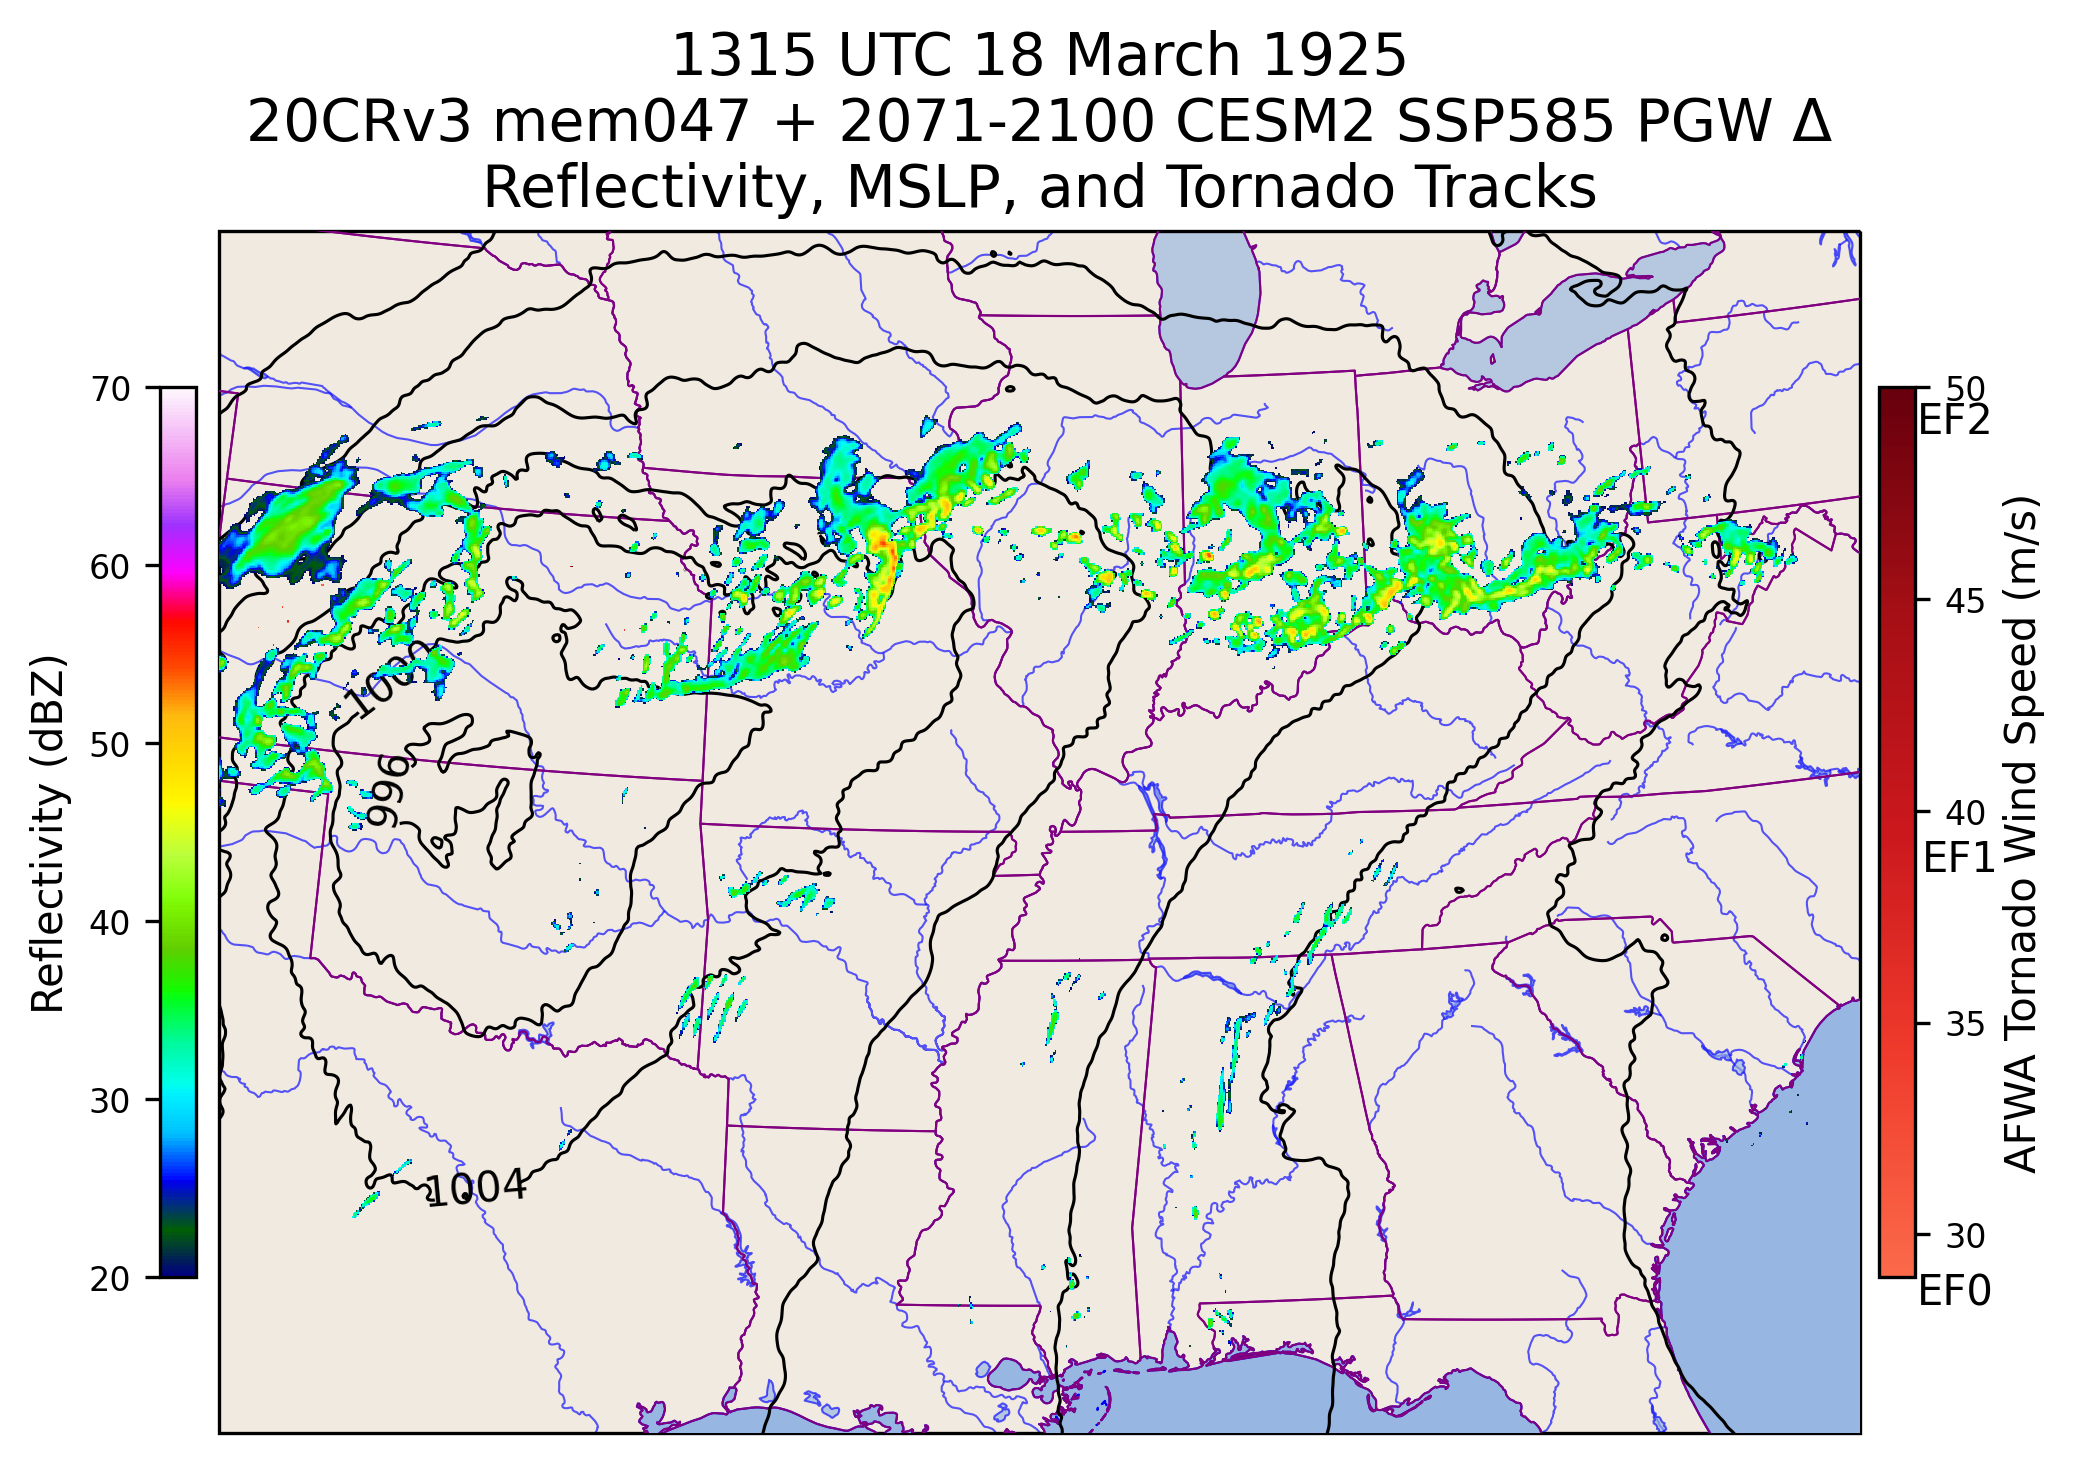 1315 UTC 18 March 1925
20CRv3 mem047 + 2071-2100 CESM2 SSP585 PGW Δ
Reflectivity, MSLP, and Tornado Tracks
70
60
50
40
30
20
Reflectivity (dBZ)
1000
996
1004
50
EF2
45
40
EF1
35
30
EF0
AFWA Tornado Wind Speed (m/s)